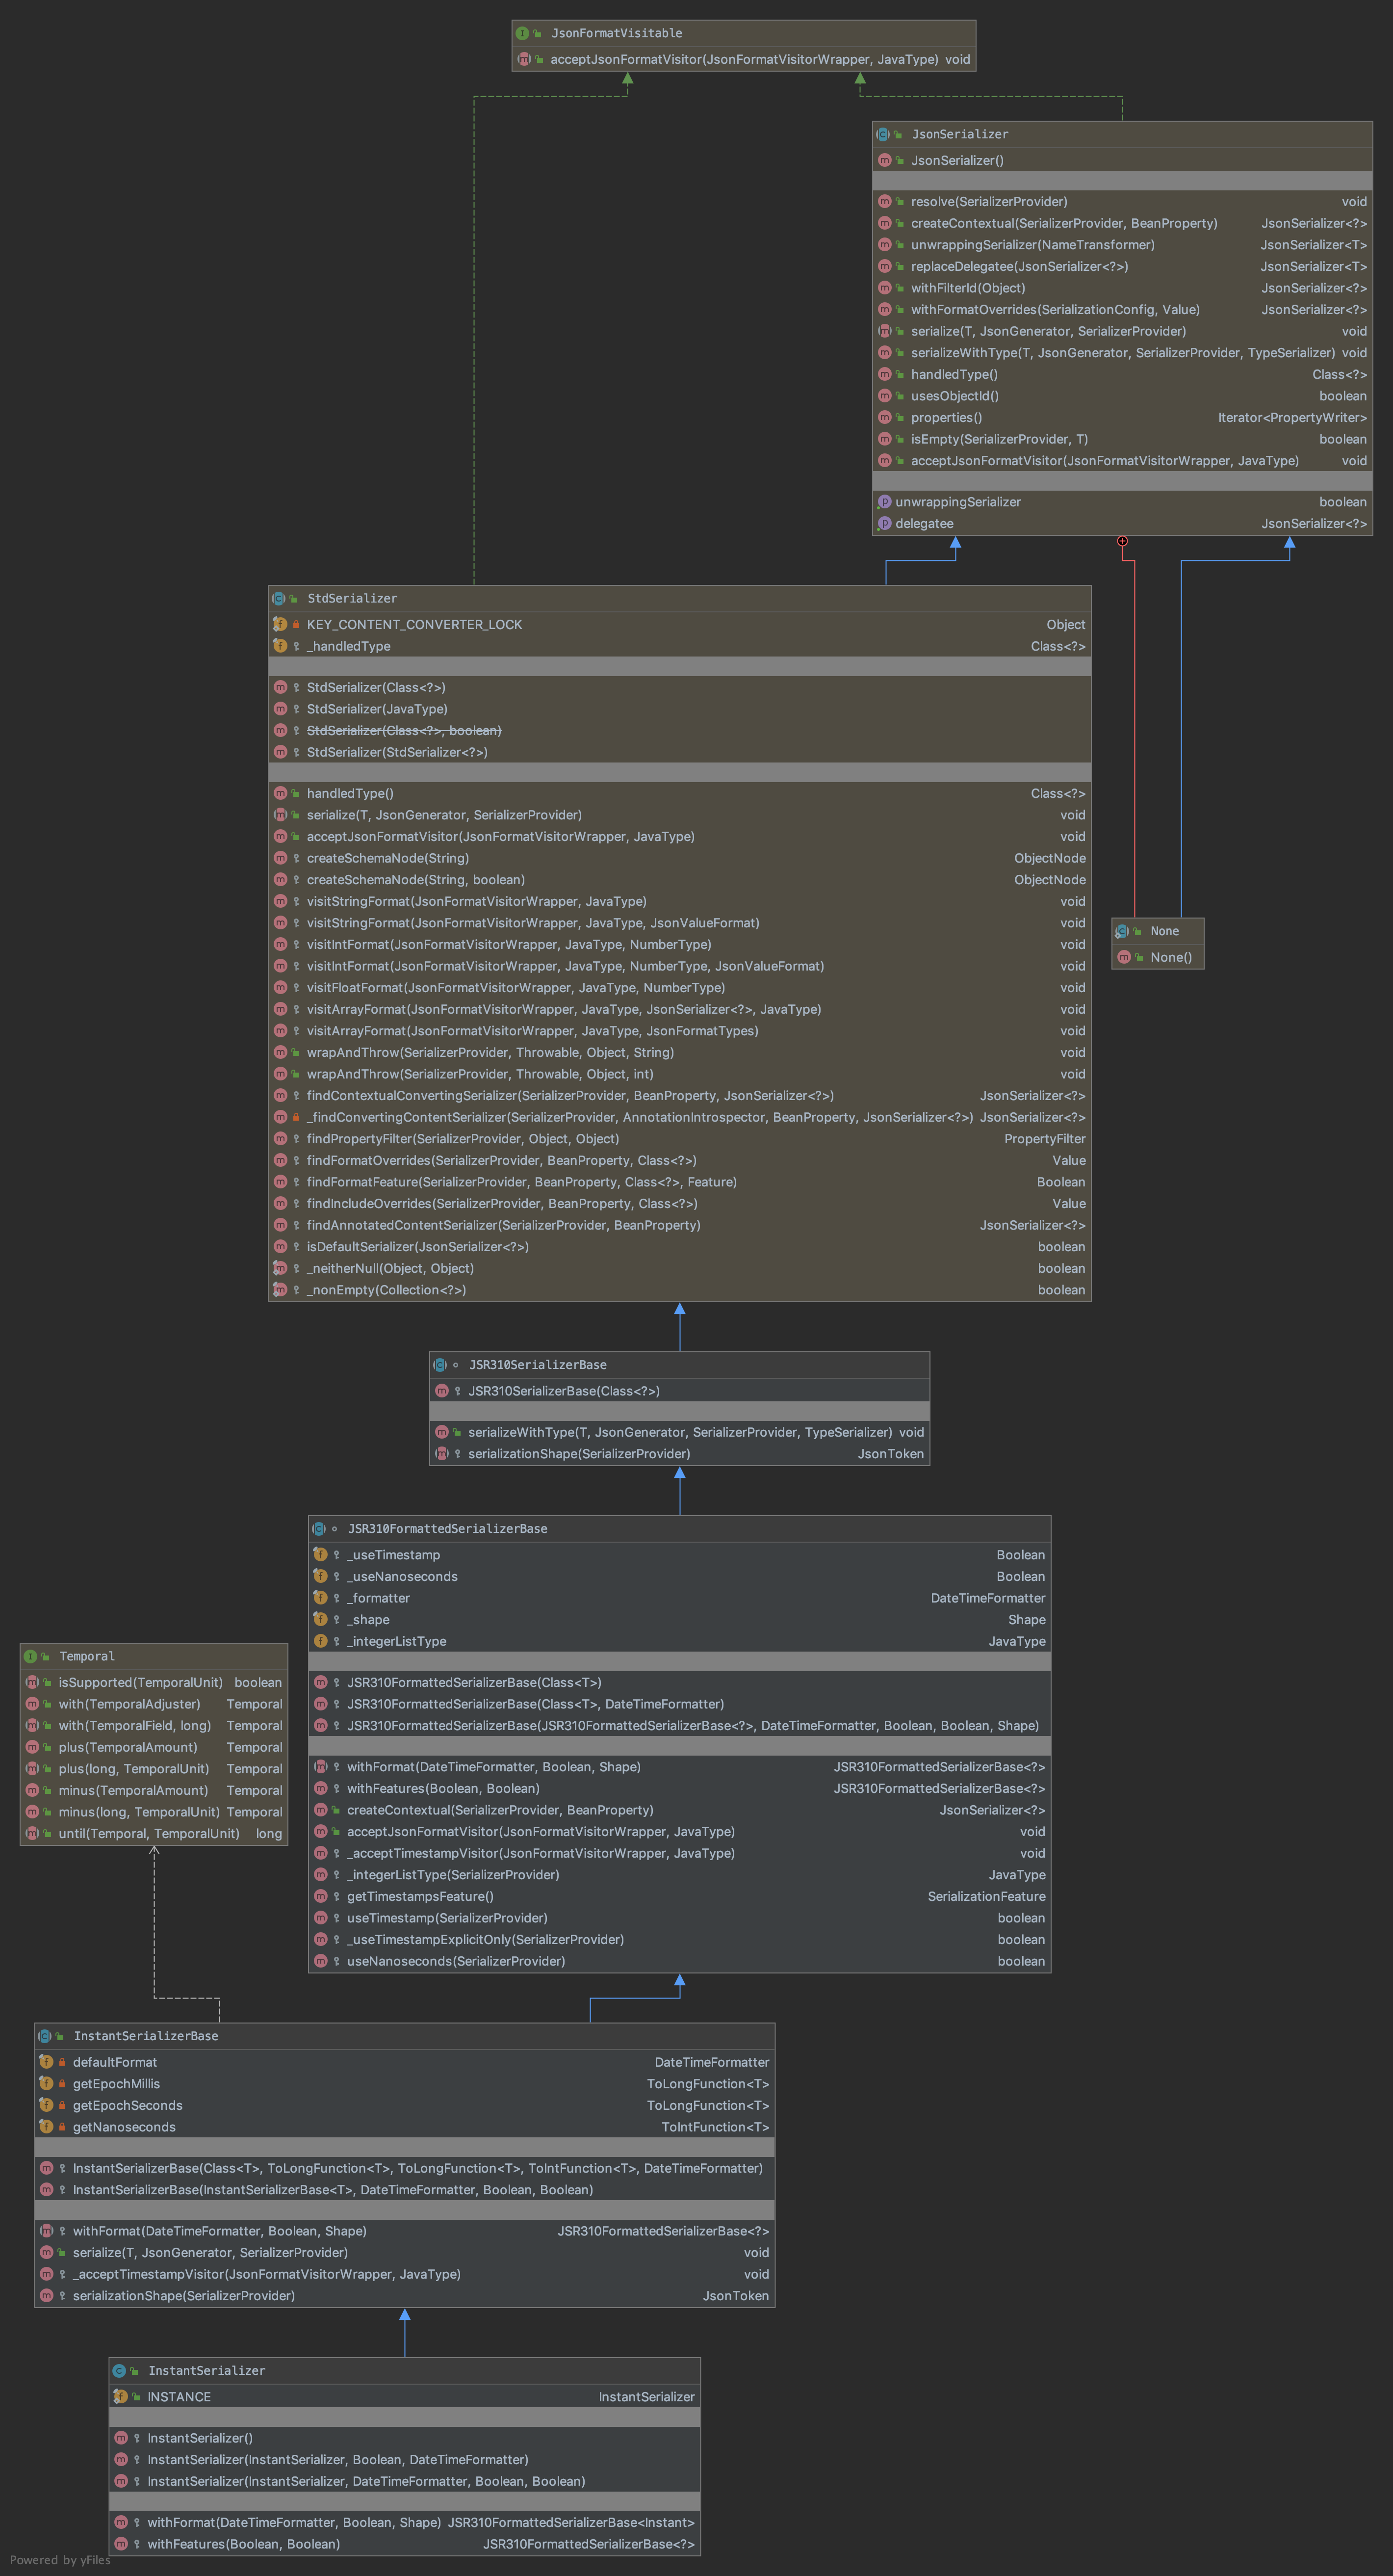 JsonFormatVisitable
acceptJsonFormatVisitor(JsonFormatVisitorWrapper, JavaType) void
JsonSerializer
JsonSerializer()
resolve(SerializerProvider) void
createContextual(SerializerProvider, BeanProperty) JsonSerializer<?>
unwrappingSerializer(NameTransformer) JsonSerializer<T>
replaceDelegatee(JsonSerializer<?>) JsonSerializer<T>
withFilterId(Object) JsonSerializer<?>
withFormatOverrides(SerializationConfig, Value) JsonSerializer<?>
serialize(T, JsonGenerator, SerializerProvider) void
serializeWithType(T, JsonGenerator, SerializerProvider, TypeSerializer) void
handledType() Class<?>
usesObjectId() boolean
properties() Iterator<PropertyWriter>
isEmpty(SerializerProvider, T) boolean
acceptJsonFormatVisitor(JsonFormatVisitorWrapper, JavaType) void
unwrappingSerializer boolean
delegatee JsonSerializer<?>
StdSerializer
KEY_CONTENT_CONVERTER_LOCK Object
_handledType Class<?>
StdSerializer(Class<?>)
StdSerializer(JavaType)
StdSerializer(Class<?>, boolean)
StdSerializer(StdSerializer<?>)
handledType() Class<?>
serialize(T, JsonGenerator, SerializerProvider) void
acceptJsonFormatVisitor(JsonFormatVisitorWrapper, JavaType) void
createSchemaNode(String) ObjectNode
createSchemaNode(String, boolean) ObjectNode
visitStringFormat(JsonFormatVisitorWrapper, JavaType) void
visitStringFormat(JsonFormatVisitorWrapper, JavaType, JsonValueFormat) void
visitIntFormat(JsonFormatVisitorWrapper, JavaType, NumberType) void
visitIntFormat(JsonFormatVisitorWrapper, JavaType, NumberType, JsonValueFormat) void
visitFloatFormat(JsonFormatVisitorWrapper, JavaType, NumberType) void
visitArrayFormat(JsonFormatVisitorWrapper, JavaType, JsonSerializer<?>, JavaType) void
visitArrayFormat(JsonFormatVisitorWrapper, JavaType, JsonFormatTypes) void
wrapAndThrow(SerializerProvider, Throwable, Object, String) void
wrapAndThrow(SerializerProvider, Throwable, Object, int) void
findContextualConvertingSerializer(SerializerProvider, BeanProperty, JsonSerializer<?>) JsonSerializer<?>
_findConvertingContentSerializer(SerializerProvider, AnnotationIntrospector, BeanProperty, JsonSerializer<?>) JsonSerializer<?>
findPropertyFilter(SerializerProvider, Object, Object) PropertyFilter
findFormatOverrides(SerializerProvider, BeanProperty, Class<?>) Value
findFormatFeature(SerializerProvider, BeanProperty, Class<?>, Feature) Boolean
findIncludeOverrides(SerializerProvider, BeanProperty, Class<?>) Value
findAnnotatedContentSerializer(SerializerProvider, BeanProperty) JsonSerializer<?>
isDefaultSerializer(JsonSerializer<?>) boolean
_neitherNull(Object, Object) boolean
_nonEmpty(Collection<?>) boolean
None
None()
JSR310SerializerBase
JSR310SerializerBase(Class<?>)
serializeWithType(T, JsonGenerator, SerializerProvider, TypeSerializer) void
serializationShape(SerializerProvider) JsonToken
JSR310FormattedSerializerBase
_useTimestamp Boolean
_useNanoseconds Boolean
_formatter DateTimeFormatter
_shape Shape
_integerListType JavaType
JSR310FormattedSerializerBase(Class<T>)
JSR310FormattedSerializerBase(Class<T>, DateTimeFormatter)
JSR310FormattedSerializerBase(JSR310FormattedSerializerBase<?>, DateTimeFormatter, Boolean, Boolean, Shape)
withFormat(DateTimeFormatter, Boolean, Shape) JSR310FormattedSerializerBase<?>
withFeatures(Boolean, Boolean) JSR310FormattedSerializerBase<?>
createContextual(SerializerProvider, BeanProperty) JsonSerializer<?>
acceptJsonFormatVisitor(JsonFormatVisitorWrapper, JavaType) void
_acceptTimestampVisitor(JsonFormatVisitorWrapper, JavaType) void
_integerListType(SerializerProvider) JavaType
getTimestampsFeature() SerializationFeature
useTimestamp(SerializerProvider) boolean
_useTimestampExplicitOnly(SerializerProvider) boolean
useNanoseconds(SerializerProvider) boolean
Temporal
isSupported(TemporalUnit) boolean
with(TemporalAdjuster) Temporal
with(TemporalField, long) Temporal
plus(TemporalAmount) Temporal
plus(long, TemporalUnit) Temporal
minus(TemporalAmount) Temporal
minus(long, TemporalUnit) Temporal
until(Temporal, TemporalUnit) long
InstantSerializerBase
defaultFormat DateTimeFormatter
getEpochMillis ToLongFunction<T>
getEpochSeconds ToLongFunction<T>
getNanoseconds ToIntFunction<T>
InstantSerializerBase(Class<T>, ToLongFunction<T>, ToLongFunction<T>, ToIntFunction<T>, DateTimeFormatter)
InstantSerializerBase(InstantSerializerBase<T>, DateTimeFormatter, Boolean, Boolean)
withFormat(DateTimeFormatter, Boolean, Shape) JSR310FormattedSerializerBase<?>
serialize(T, JsonGenerator, SerializerProvider) void
_acceptTimestampVisitor(JsonFormatVisitorWrapper, JavaType) void
serializationShape(SerializerProvider) JsonToken
InstantSerializer
INSTANCE InstantSerializer
InstantSerializer()
InstantSerializer(InstantSerializer, Boolean, DateTimeFormatter)
InstantSerializer(InstantSerializer, DateTimeFormatter, Boolean, Boolean)
withFormat(DateTimeFormatter, Boolean, Shape) JSR310FormattedSerializerBase<Instant>
withFeatures(Boolean, Boolean) JSR310FormattedSerializerBase<?>
Powered by yFiles